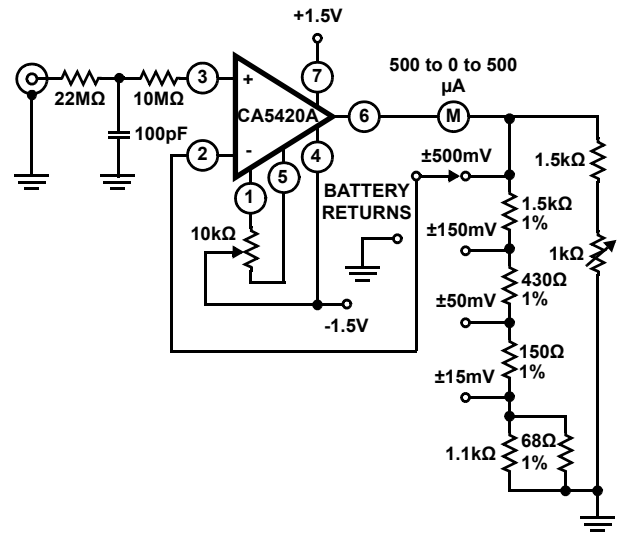 +1.5V
500 to 0 to 500
µA
22MΩ
10MΩ
3
+
7
CA5420A
6
M
100pF
2
-
4
1
5
±500mV
1.5kΩ
BATTERY
RETURNS
1.5kΩ
1%
10kΩ
±150mV
1kΩ
430Ω
1%
±50mV
-1.5V
150Ω
1%
±15mV
1.1kΩ
68Ω
1%